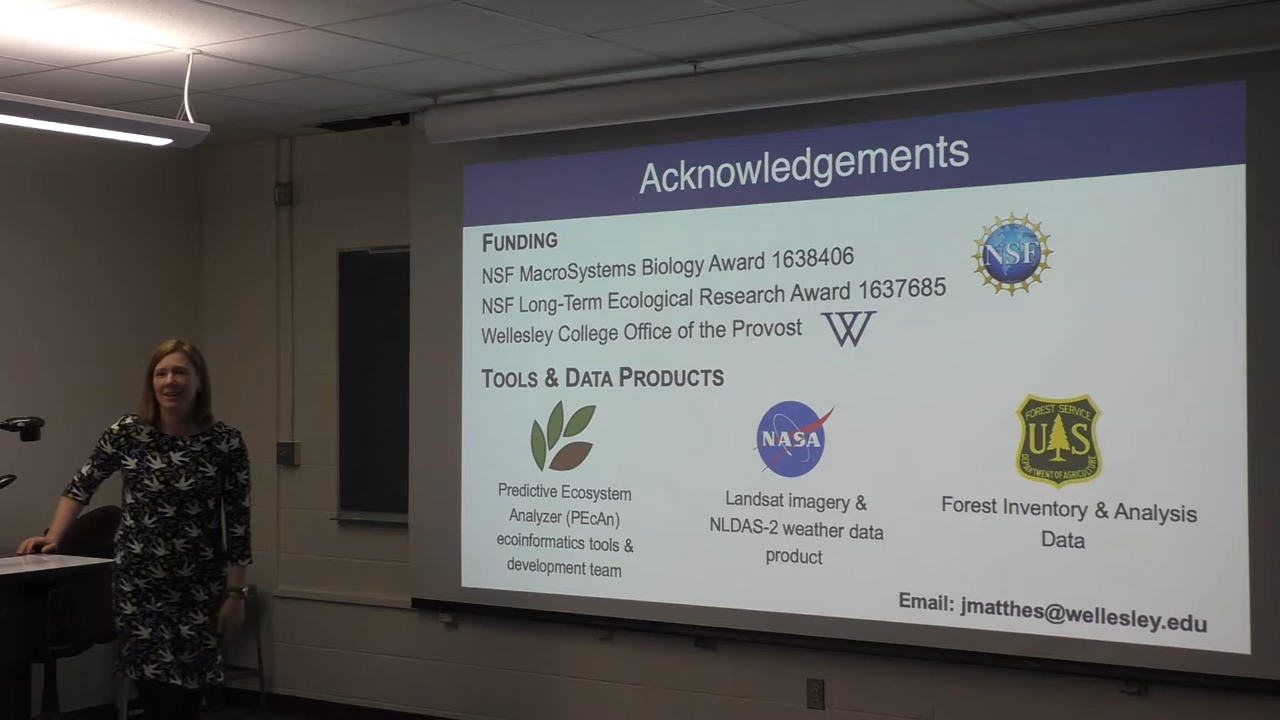 Acknowledgements
FUNDING
NSF MacroSystems Biology Award 1638406
NSF Long-Term Ecological Research Award 1637685
NSF
Wellesley College Office of the Provost W
TOOLS & DATA PRODUCTS
Predictive Ecosystem
Analyzer (PEcAn)
ecoinformatics tools &
development team
NASA
Landsat imagery &
NLDAS-2 weather data
product
FOREST SERVICE
U S
DEPARTMENT OF AGRICULTURE
Forest Inventory & Analysis
Data
Email: jmatthes@wellesley.edu